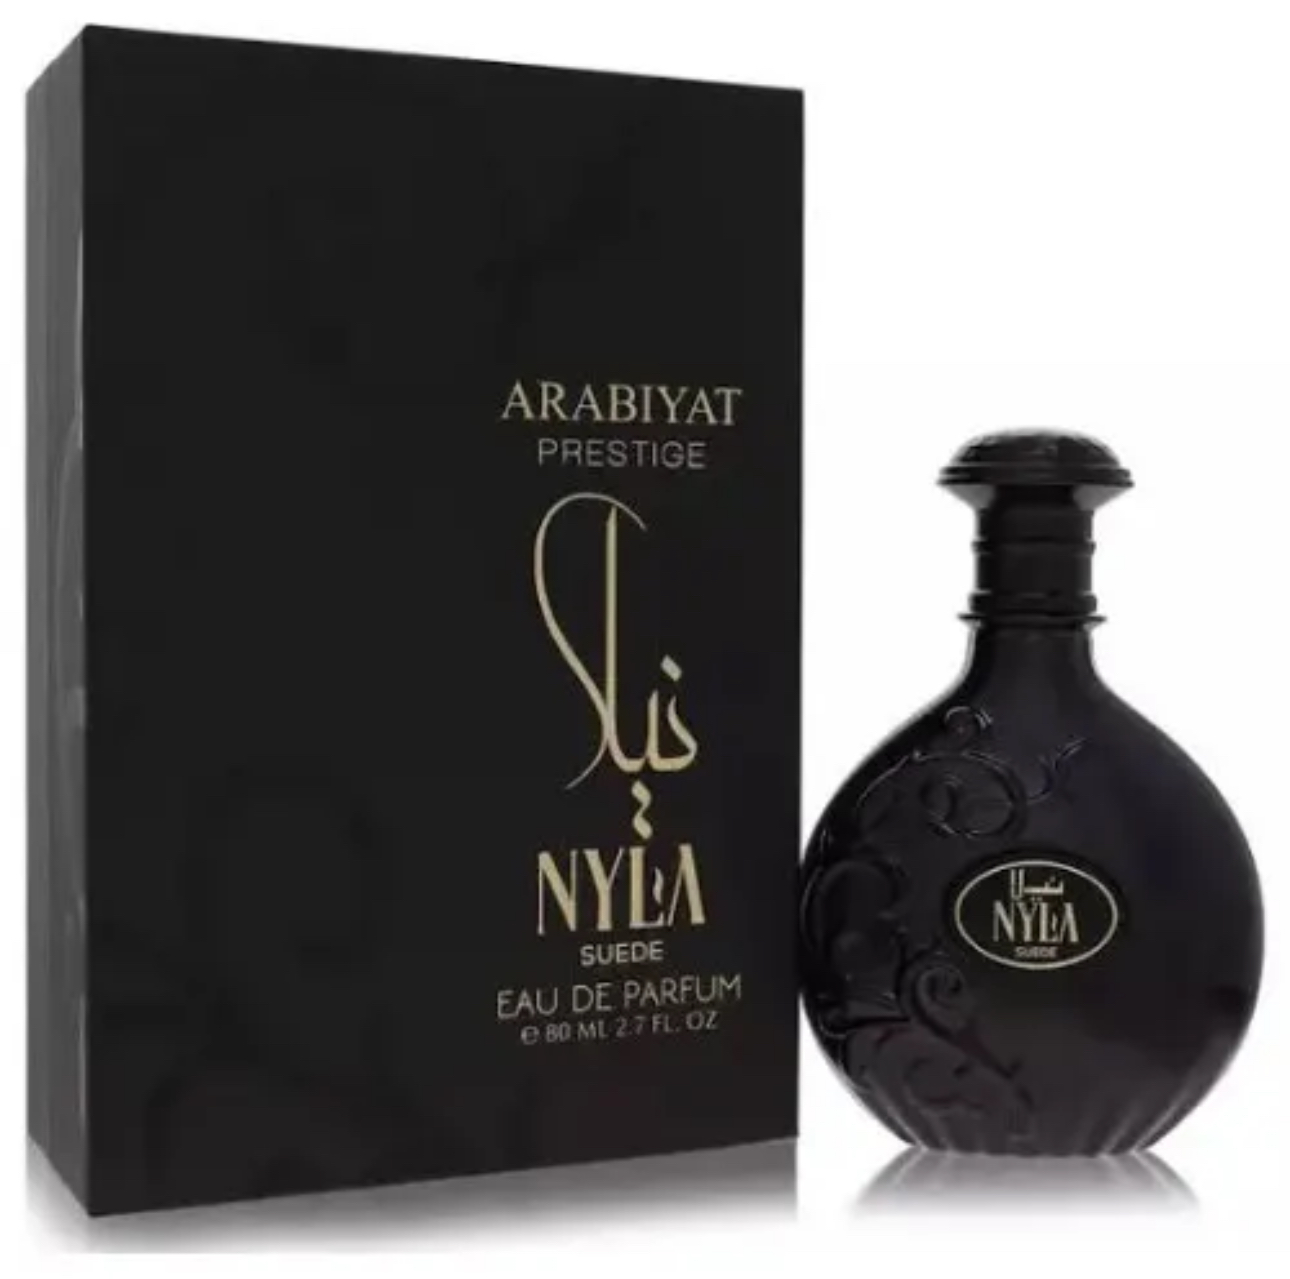 ARABIYAT
PRESTIGE
نيلا
NYLA
SUEDE
EAU DE PARFUM
℮ 80 ML 2.7 FL. OZ
نيلا
NYLA
SUEDE